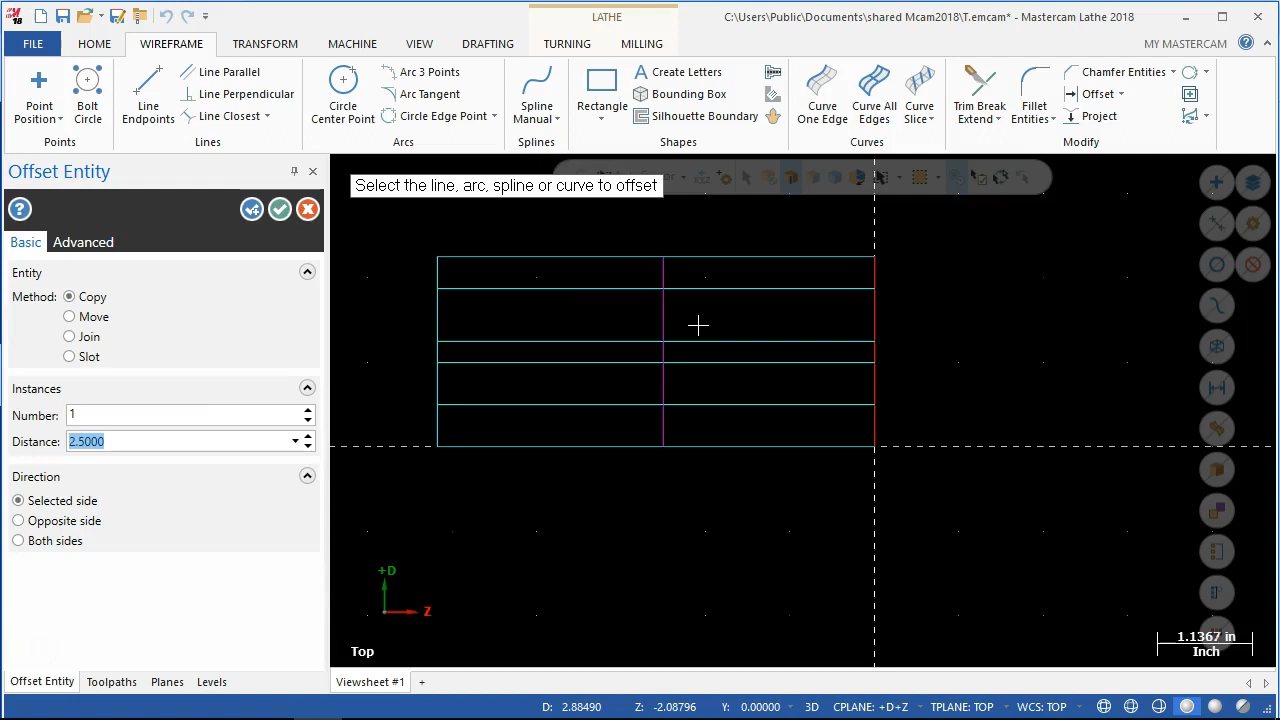 18
LATHE
C:\Users\Public\Documents\shared Mcam2018\T.emcam* - Mastercam Lathe 2018
FILE HOME WIREFRAME TRANSFORM MACHINE VIEW DRAFTING TURNING MILLING MY MASTERCAM
Point Position
Bolt Circle
Points
Line Endpoints
Line Parallel
Line Perpendicular
Line Closest
Lines
Circle Center Point
Arc 3 Points
Arc Tangent
Circle Edge Point
Arcs
Spline Manual
Splines
Rectangle
Create Letters
Bounding Box
Silhouette Boundary
Shapes
Curve One Edge
Curve All Edges
Curve Slice
Curves
Trim Break Extend
Fillet Entities
Chamfer Entities
Offset
Project
Modify
Offset Entity
Basic Advanced
Entity
Method: Copy
Move
Join
Slot
Instances
Number: 1
Distance: 2.5000
Direction
Selected side
Opposite side
Both sides
Select the line, arc, spline or curve to offset
+D
Z
Top
1.1367 in
Inch
Offset Entity Toolpaths Planes Levels
Viewsheet #1 +
D: 2.88490 Z: -2.08796 Y: 0.00000 3D CPLANE: +D+Z TPLANE: TOP WCS: TOP